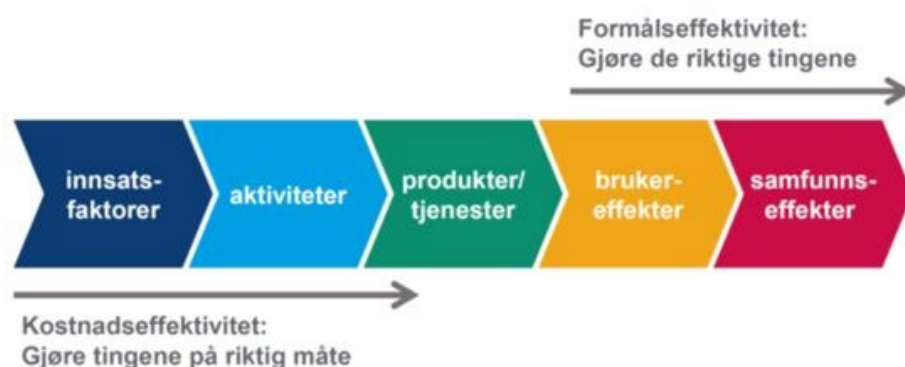 Formålseffektivitet:
Gjøre de riktige tingene
innsats-
faktorer
aktiviteter
produkter/
tjenester
bruker-
effekter
samfunns-
effekter
Kostnadseffektivitet:
Gjøre tingene på riktig måte